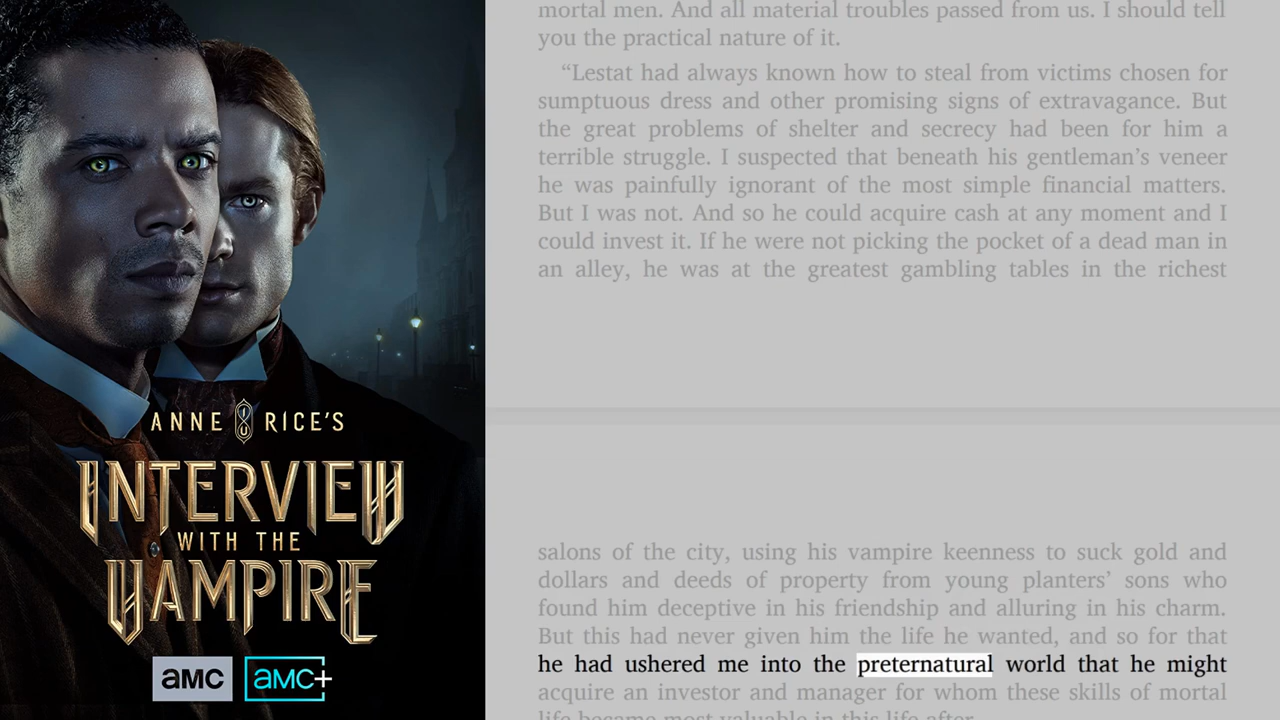 ANNE RICE'S
INTERVIEW
WITH THE
VAMPIRE
aMC
aMC+
mortal men. And all material troubles passed from us. I should tell
you the practical nature of it.
“Lestat had always known how to steal from victims chosen for
sumptuous dress and other promising signs of extravagance. But
the great problems of shelter and secrecy had been for him a
terrible struggle. I suspected that beneath his gentleman’s veneer
he was painfully ignorant of the most simple financial matters.
But I was not. And so he could acquire cash at any moment and I
could invest it. If he were not picking the pocket of a dead man in
an alley, he was at the greatest gambling tables in the richest
salons of the city, using his vampire keenness to suck gold and
dollars and deeds of property from young planters’ sons who
found him deceptive in his friendship and alluring in his charm.
But this had never given him the life he wanted, and so for that
he had ushered me into the preternatural world that he might
acquire an investor and manager for whom these skills of mortal
life became most valuable in this life after.